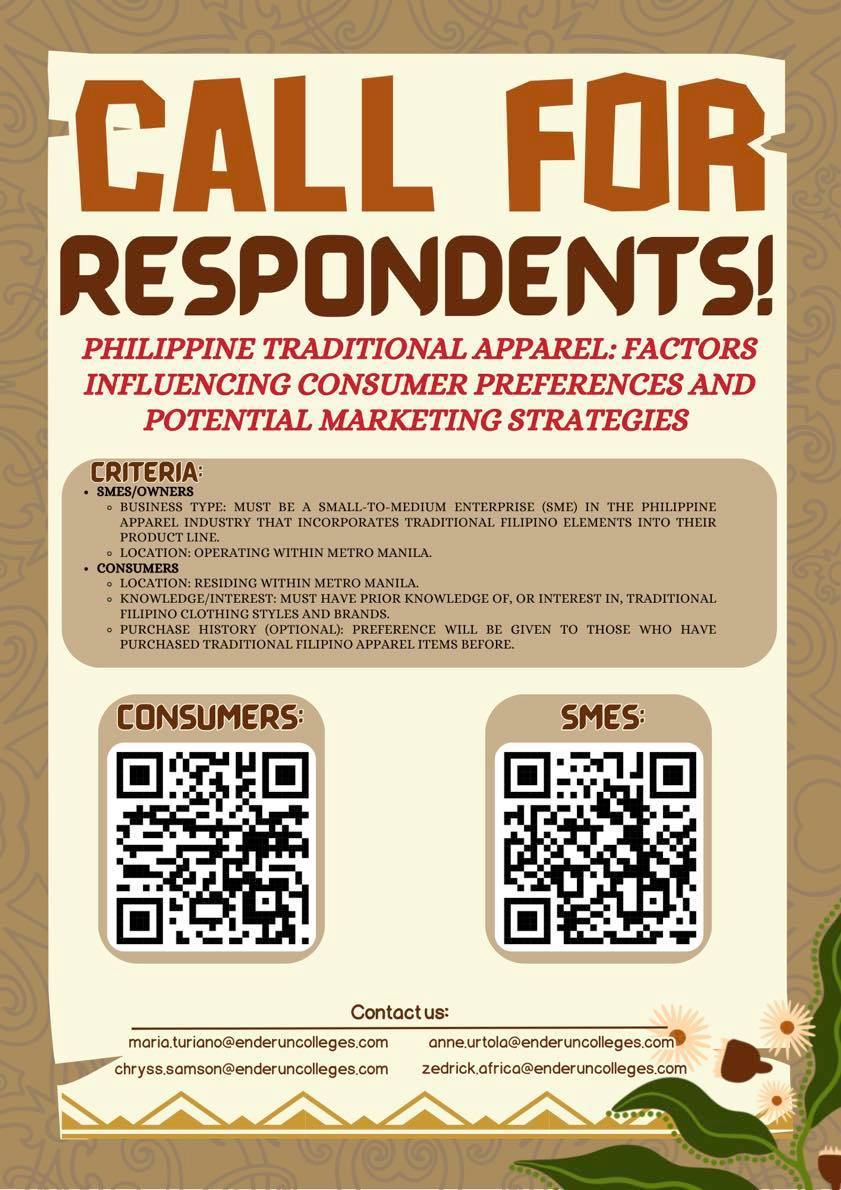 CALL FOR
RESPONDENTS!
PHILIPPINE TRADITIONAL APPAREL: FACTORS
INFLUENCING CONSUMER PREFERENCES AND
POTENTIAL MARKETING STRATEGIES
CRITERIA:
• SMES/OWNERS
◦ BUSINESS TYPE: MUST BE A SMALL-TO-MEDIUM ENTERPRISE (SME) IN THE PHILIPPINE
APPAREL INDUSTRY THAT INCORPORATES TRADITIONAL FILIPINO ELEMENTS INTO THEIR
PRODUCT LINE.
◦ LOCATION: OPERATING WITHIN METRO MANILA.
• CONSUMERS
◦ LOCATION: RESIDING WITHIN METRO MANILA.
◦ KNOWLEDGE/INTEREST: MUST HAVE PRIOR KNOWLEDGE OF, OR INTEREST IN, TRADITIONAL
FILIPINO CLOTHING STYLES AND BRANDS.
◦ PURCHASE HISTORY (OPTIONAL): PREFERENCE WILL BE GIVEN TO THOSE WHO HAVE
PURCHASED TRADITIONAL FILIPINO APPAREL ITEMS BEFORE.
CONSUMERS:
SMES:
Contact us:
maria.turiano@enderuncolleges.com
anne.urtola@enderuncolleges.com
chryss.samson@enderuncolleges.com
zedrick.africa@enderuncolleges.com